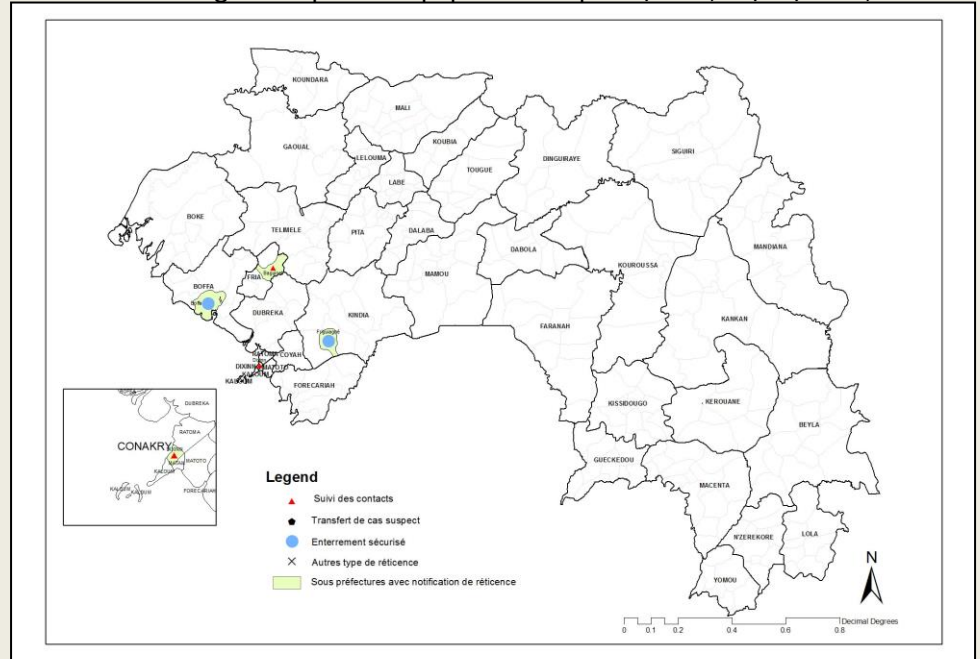 KOUNDARA
MALI
GAOUAL
KOUBIA
LELOUMA
TOUGUE
DINGUIRAYE
SIGUIRI
LABE
BOKE
TELIMELE
PITA
DALABA
DABOLA
MANDIANA
MAMOU
KOUROUSSA
FRIA
BOFFA
DUBREKA
KINDIA
KANKAN
FARANAH
COYAH
RATOMA
DIXINN
MATOTO
KALOUM
FORECARIAH
KISSIDOUGO
. KEROUANE
BEYLA
GUECKEDOU
MACENTA
N'ZEREKORE
LOLA
YOMOU
DUBREKA
RATOMA
CONAKRY
MATOTO
KALOUM
KALOUM
KALOUM
FORECARIAH
Legend
Suivi des contacts
Transfert de cas suspect
Enterrement sécurisé
Autres type de réticence
Sous préfectures avec notification de réticence
N
0 0.1 0.2 0.4 0.6 0.8
Decimal Degrees